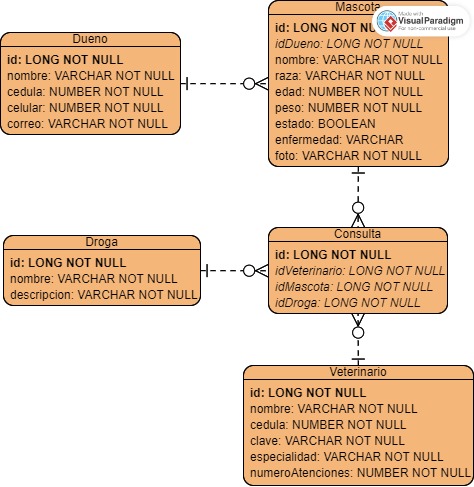 Mascota
Made with
Visual Paradigm
For non-commercial use
id: LONG NOT NULL
idDueno: LONG NOT NULL
nombre: VARCHAR NOT NULL
raza: VARCHAR NOT NULL
edad: NUMBER NOT NULL
peso: NUMBER NOT NULL
estado: BOOLEAN
enfermedad: VARCHAR
foto: VARCHAR NOT NULL
Dueno
id: LONG NOT NULL
nombre: VARCHAR NOT NULL
cedula: NUMBER NOT NULL
celular: NUMBER NOT NULL
correo: VARCHAR NOT NULL
Droga
id: LONG NOT NULL
nombre: VARCHAR NOT NULL
descripcion: VARCHAR NOT NULL
Consulta
id: LONG NOT NULL
idVeterinario: LONG NOT NULL
idMascota: LONG NOT NULL
idDroga: LONG NOT NULL
Veterinario
id: LONG NOT NULL
nombre: VARCHAR NOT NULL
cedula: NUMBER NOT NULL
clave: VARCHAR NOT NULL
especialidad: VARCHAR NOT NULL
numeroAtenciones: NUMBER NOT NULL